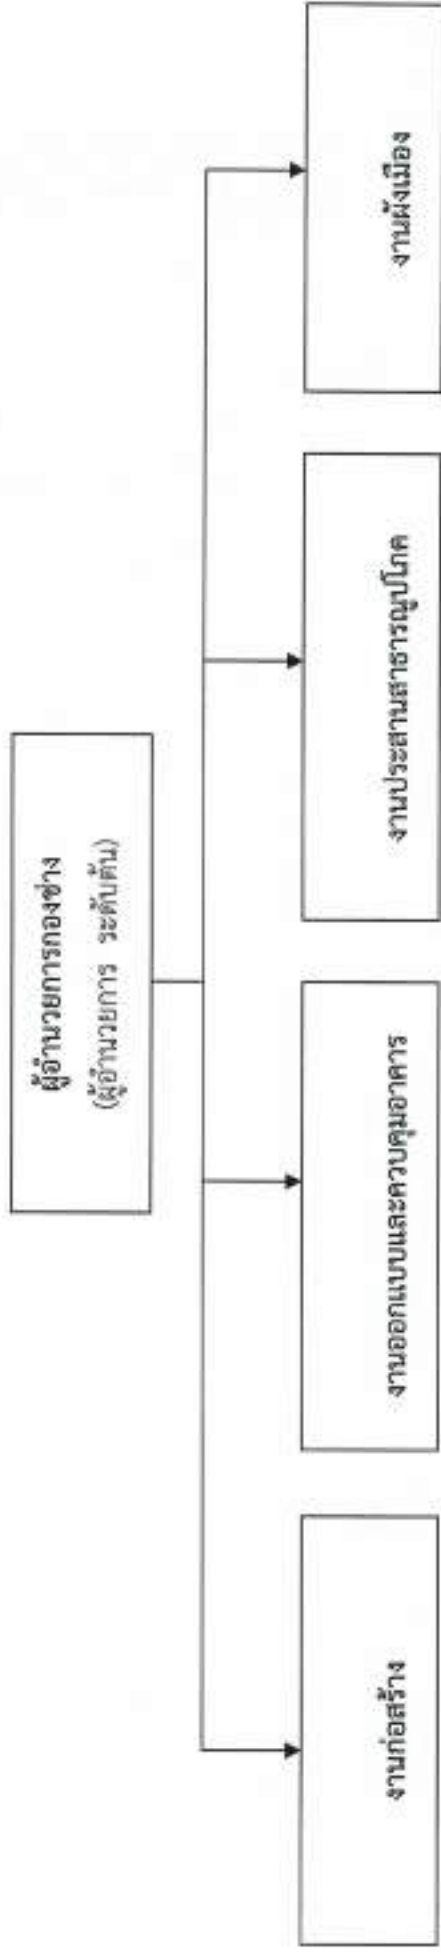 ผู้อำนวยการกองช่าง
(ผู้อำนวยการ ระดับต้น)
งานก่อสร้าง
งานออกแบบและควบคุมอาคาร
งานประสานสาธารณูปโภค
งานผังเมือง